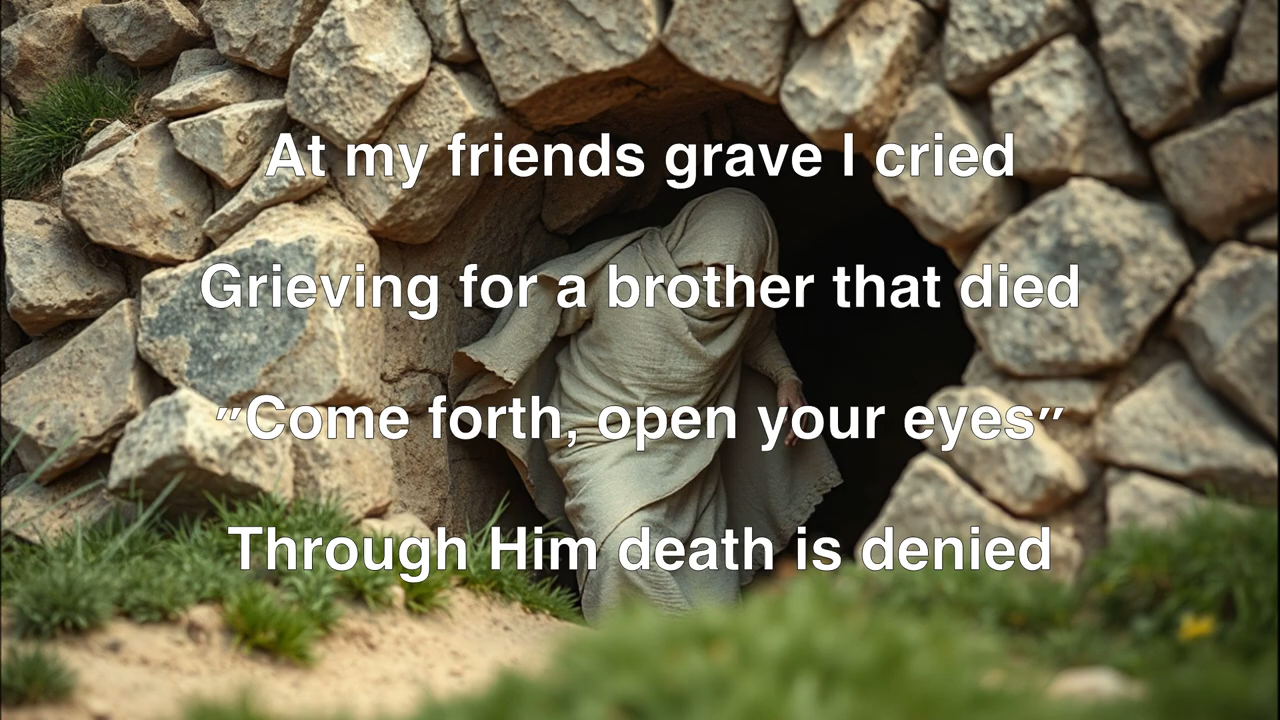 At my friends grave I cried
Grieving for a brother that died
"Come forth, open your eyes"
Through Him death is denied